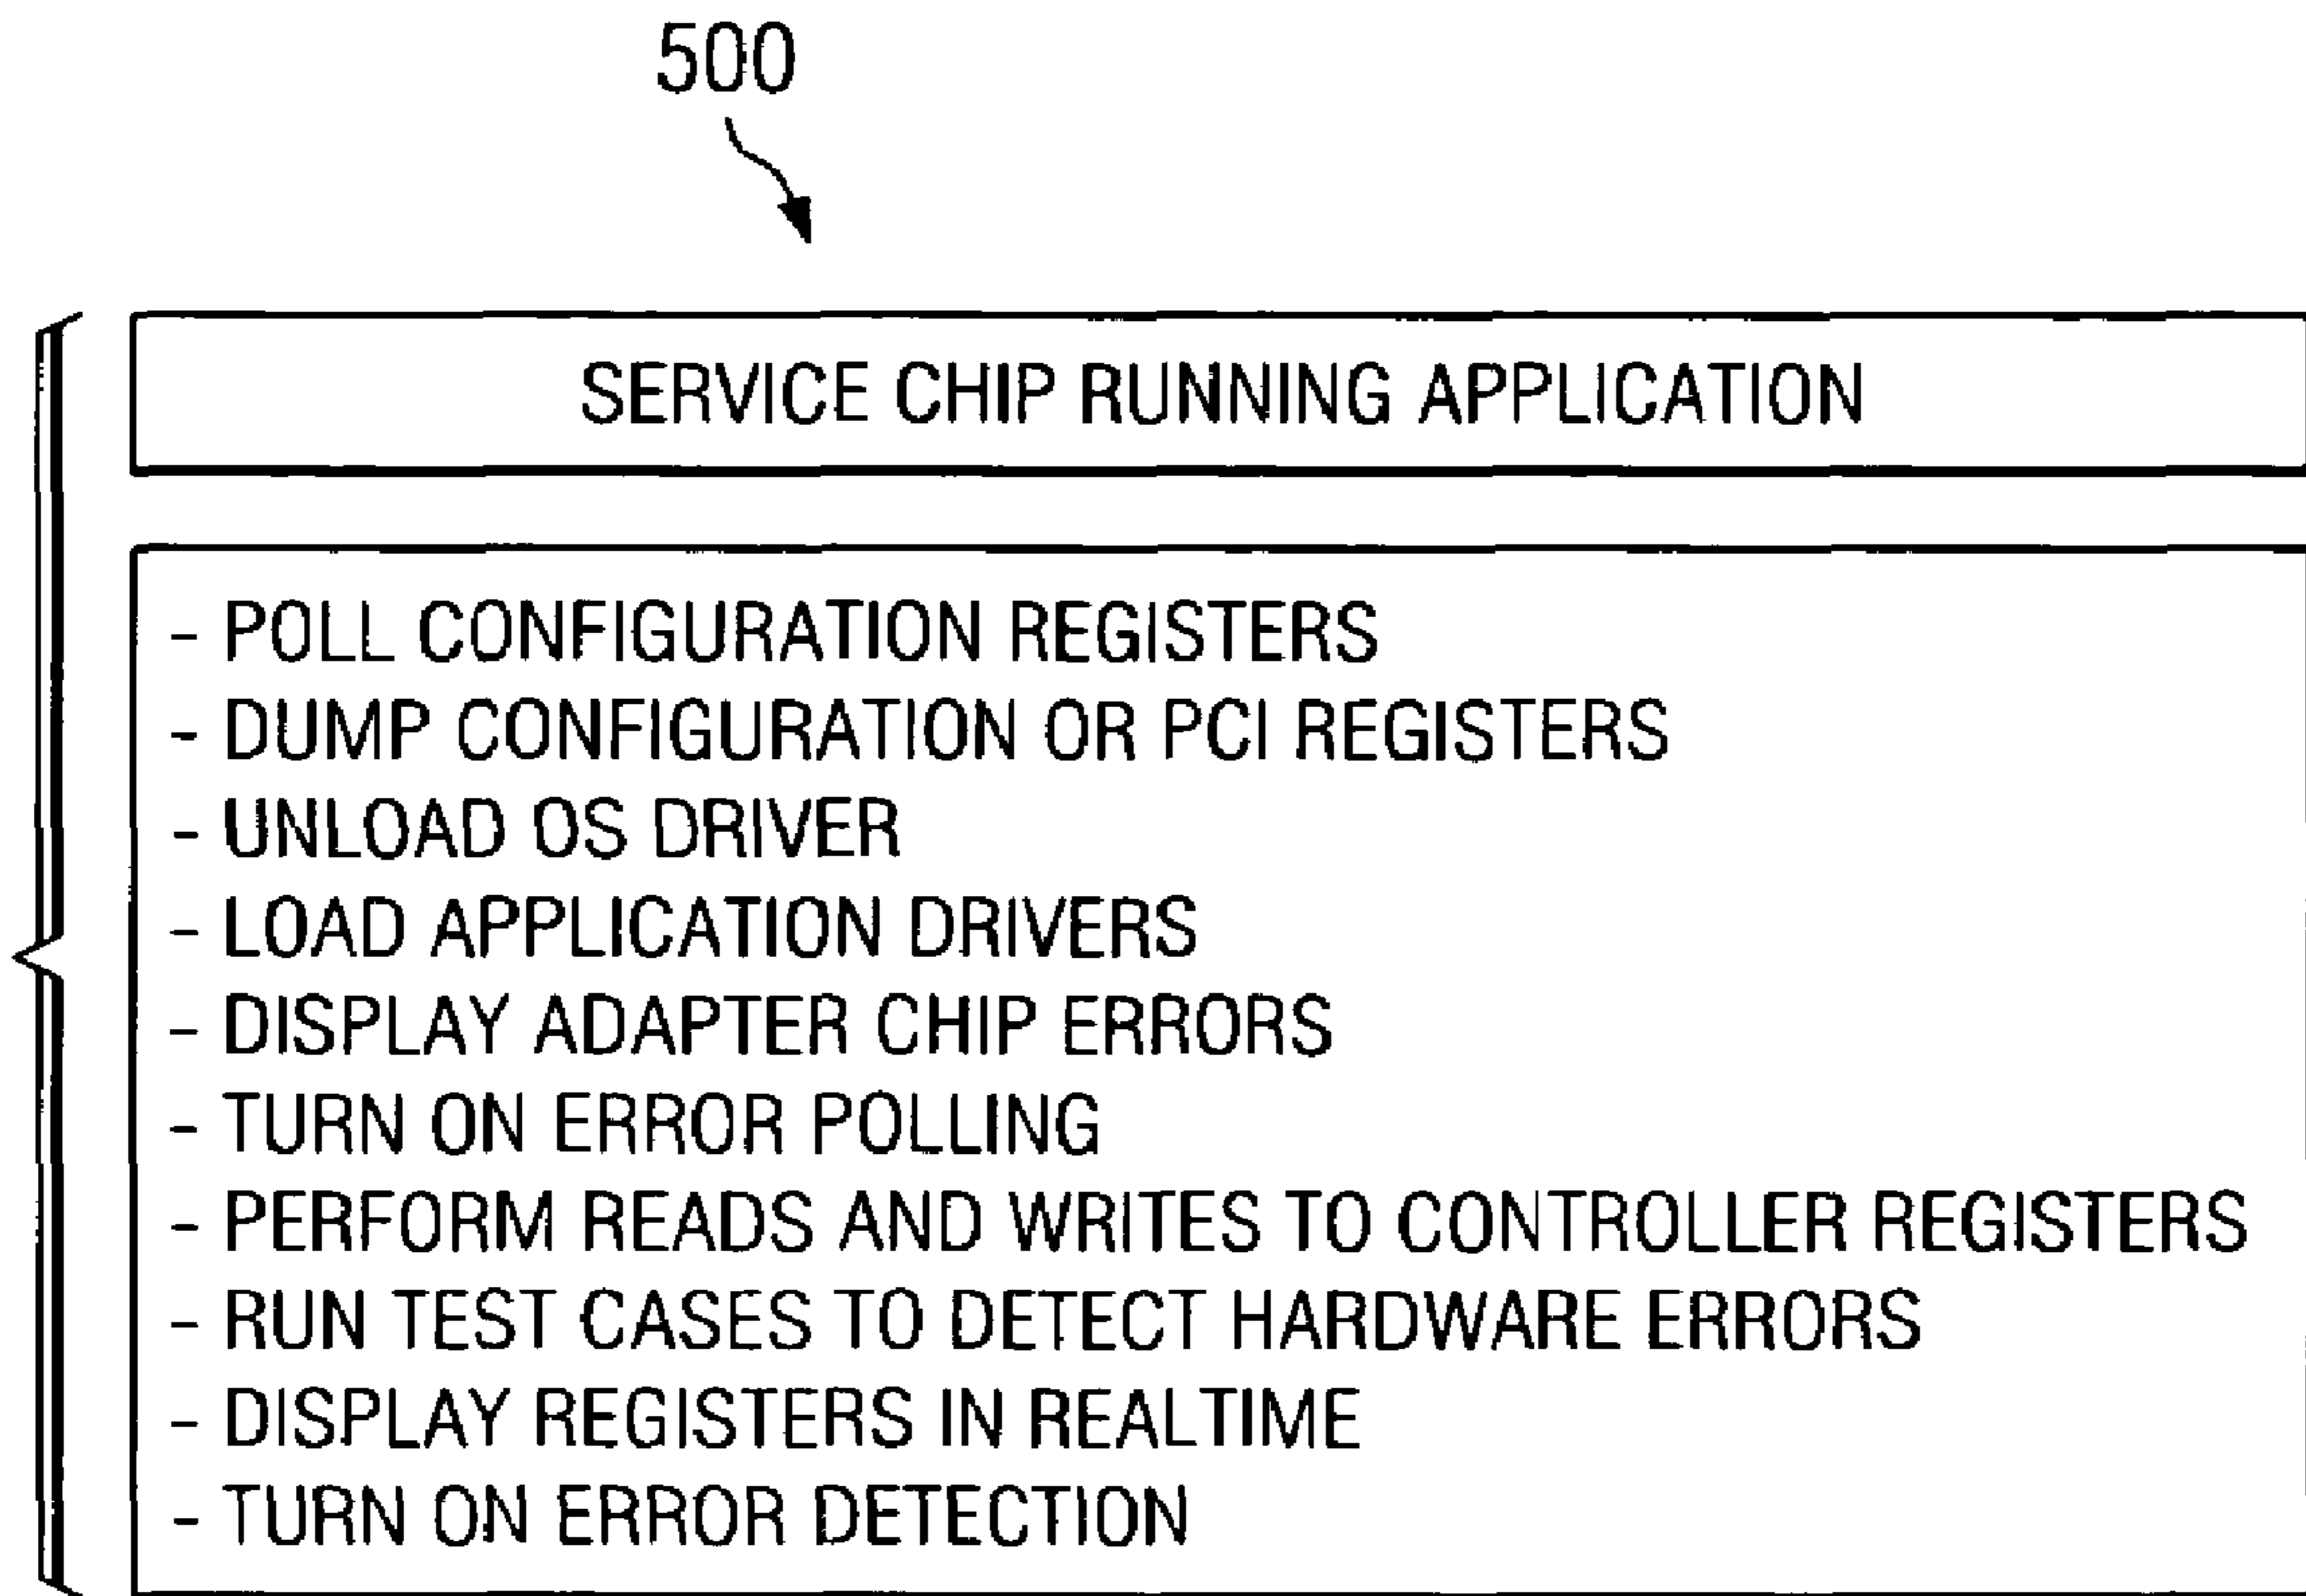 500
SERVICE CHIP RUNNING APPLICATION
- POLL CONFIGURATION REGISTERS
- DUMP CONFIGURATION OR PCI REGISTERS
- UNLOAD OS DRIVER
- LOAD APPLICATION DRIVERS
- DISPLAY ADAPTER CHIP ERRORS
- TURN ON ERROR POLLING
- PERFORM READS AND WRITES TO CONTROLLER REGISTERS
- RUN TEST CASES TO DETECT HARDWARE ERRORS
- DISPLAY REGISTERS IN REALTIME
- TURN ON ERROR DETECTION